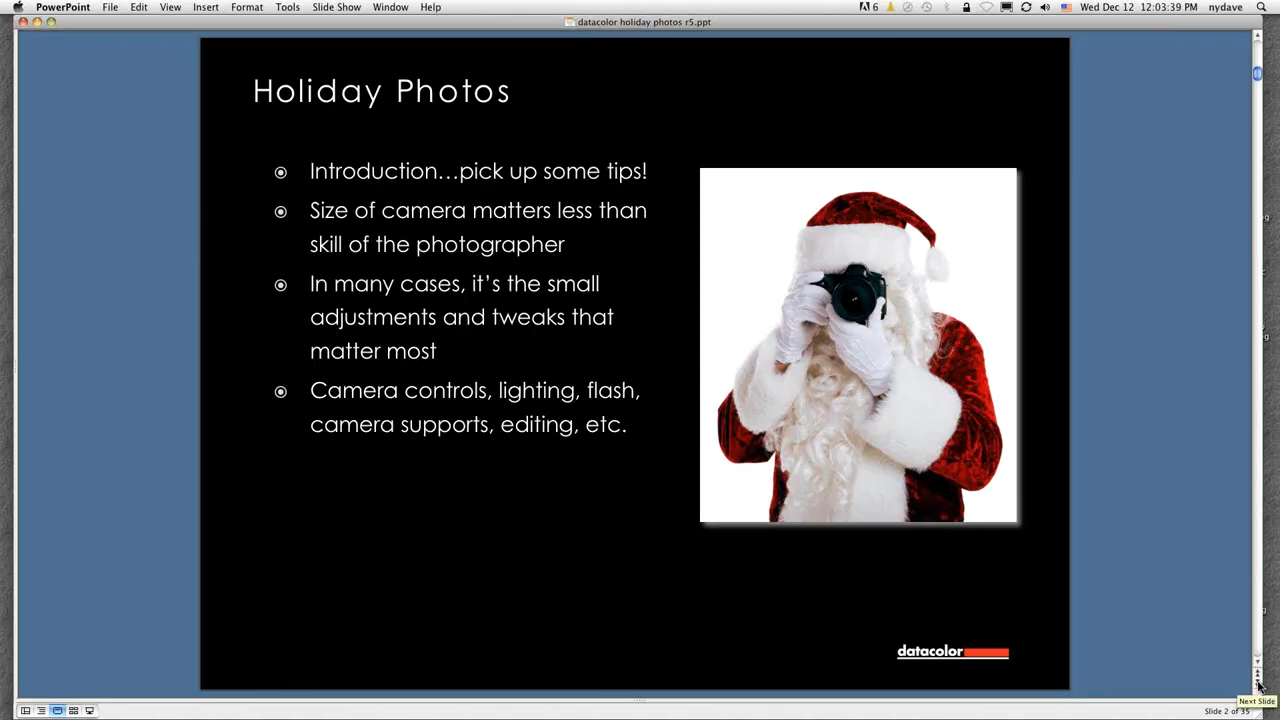 PowerPoint File Edit View Insert Format Tools Slide Show Window Help
6 Wed Dec 12 12:03:39 PM nydave
datacolor holiday photos r5.ppt
Holiday Photos
Introduction…pick up some tips!
Size of camera matters less than
skill of the photographer
In many cases, it’s the small
adjustments and tweaks that
matter most
Camera controls, lighting, flash,
camera supports, editing, etc.
datacolor
Next Slide
Slide 2 of 35